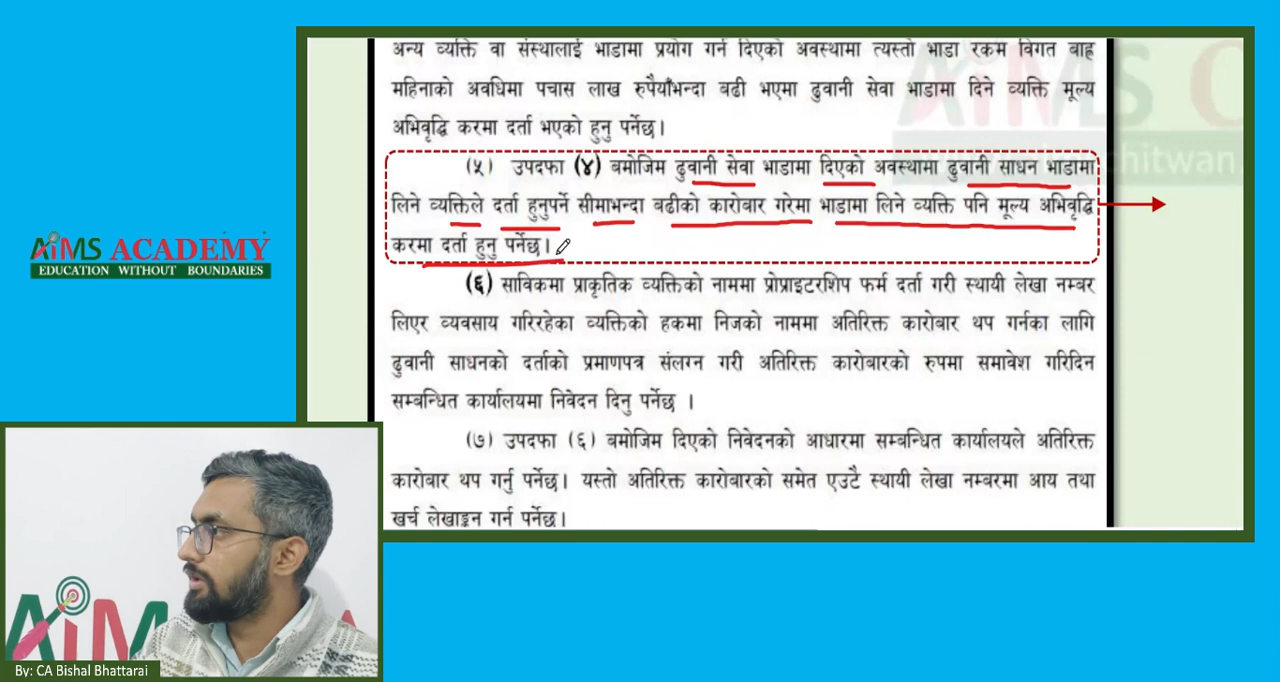 अन्य व्यक्ति वा संस्थालाई भाडामा प्रयोग गर्न दिएको अवस्थामा त्यस्तो भाडा रकम विगत बाह्र
महिनाको अवधिमा पचास लाख रुपैयाँभन्दा बढी भएमा ढुवानी सेवा भाडामा दिने व्यक्ति मूल्य
अभिवृद्धि करमा दर्ता भएको हुनु पर्नेछ।
(५) उपदफा (४) बमोजिम ढुवानी सेवा भाडामा दिएको अवस्थामा ढुवानी साधन भाडामा
लिने व्यक्तिले दर्ता हुनुपर्ने सीमाभन्दा बढीको कारोबार गरेमा भाडामा लिने व्यक्ति पनि मूल्य अभिवृद्धि
करमा दर्ता हुनु पर्नेछ।
(६) साविकमा प्राकृतिक व्यक्तिको नाममा प्रोप्राइटरशिप फर्म दर्ता गरी स्थायी लेखा नम्बर
लिएर व्यवसाय गरिरहेका व्यक्तिको हकमा निजको नाममा अतिरिक्त कारोबार थप गर्नका लागि
ढुवानी साधनको दर्ताको प्रमाणपत्र संलग्न गरी अतिरिक्त कारोबारको रुपमा समावेश गरिदिन
सम्बन्धित कार्यालयमा निवेदन दिनु पर्नेछ ।
(७) उपदफा (६) बमोजिम दिएको निवेदनको आधारमा सम्बन्धित कार्यालयले अतिरिक्त
कारोबार थप गर्नु पर्नेछ। यस्तो अतिरिक्त कारोबारको समेत एउटै स्थायी लेखा नम्बरमा आय तथा
खर्च लेखाङ्कन गर्न पर्नेछ।
AiMS C
AiMS ACADEMY
EDUCATION WITHOUT BOUNDARIES
AiM
By: CA Bishal Bhattarai